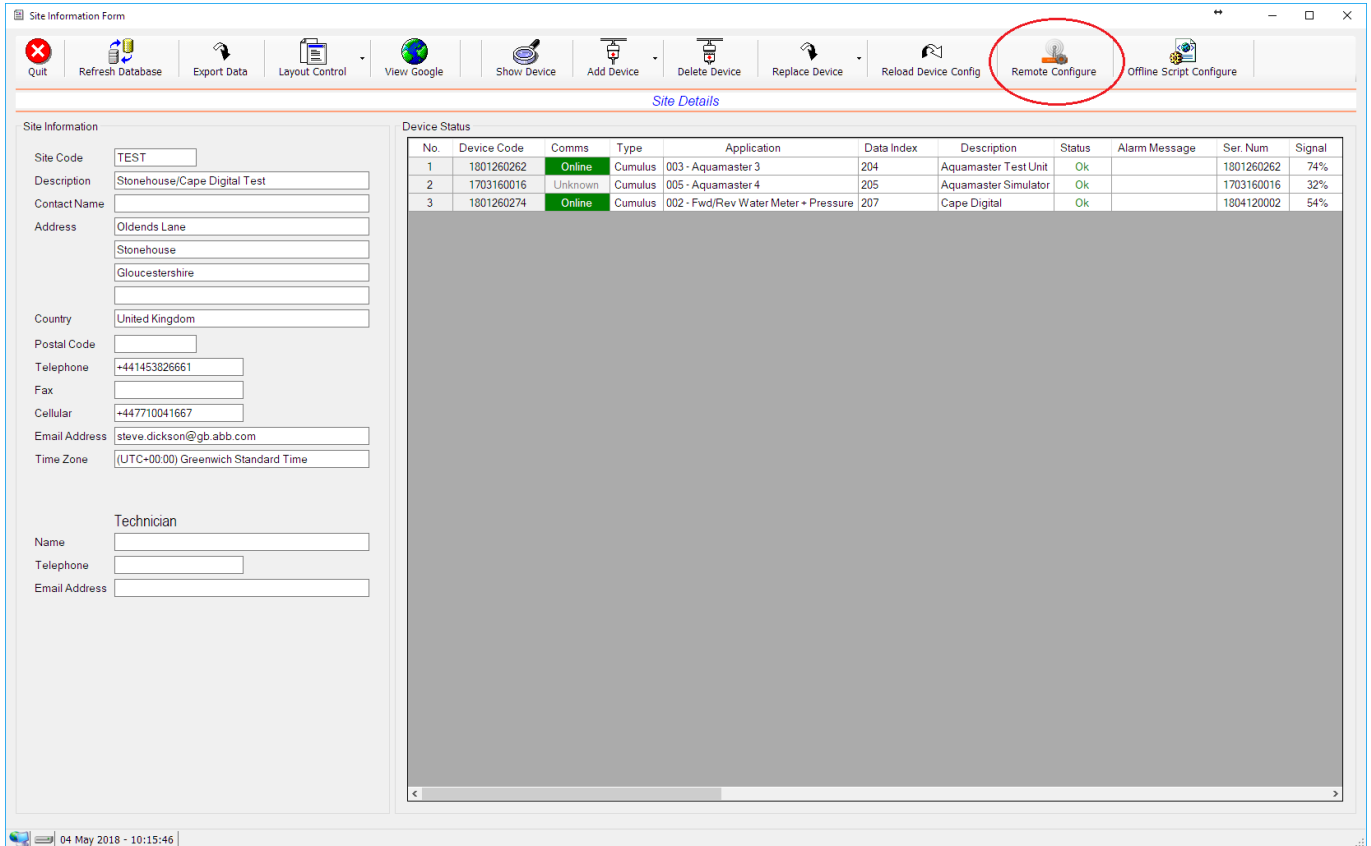 Site Information Form
Quit Refresh Database Export Data Layout Control View Google Show Device Add Device Delete Device Replace Device Reload Device Config Remote Configure Offline Script Configure
Site Details
Site Information
Site Code TEST
Description Stonehouse/Cape Digital Test
Contact Name
Address Oldends Lane
Stonehouse
Gloucestershire
Country United Kingdom
Postal Code
Telephone +441453826661
Fax
Cellular +447710041667
Email Address steve.dickson@gb.abb.com
Time Zone (UTC+00:00) Greenwich Standard Time
Technician
Name
Telephone
Email Address
Device Status
No. Device Code Comms Type Application Data Index Description Status Alarm Message Ser. Num Signal
1 1801260262 Online Cumulus 003 - Aquamaster 3 204 Aquamaster Test Unit Ok 1801260262 74%
2 1703160016 Unknown Cumulus 005 - Aquamaster 4 205 Aquamaster Simulator Ok 1703160016 32%
3 1801260274 Online Cumulus 002 - Fwd/Rev Water Meter + Pressure 207 Cape Digital Ok 1804120002 54%
04 May 2018 - 10:15:46